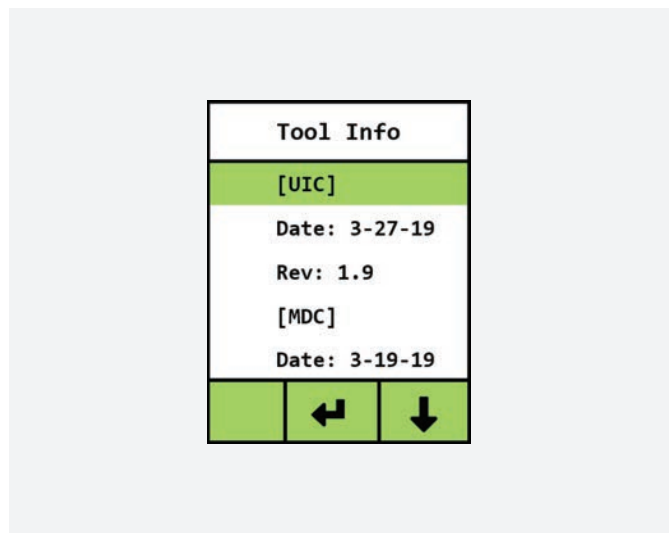 Tool Info
[UIC]
Date: 3-27-19
Rev: 1.9
[MDC]
Date: 3-19-19